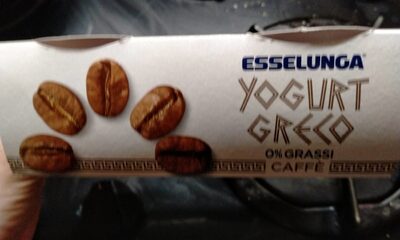 ESSELUNGA
YOGURT
GRECO
0% GRASSI
CAFFÈ